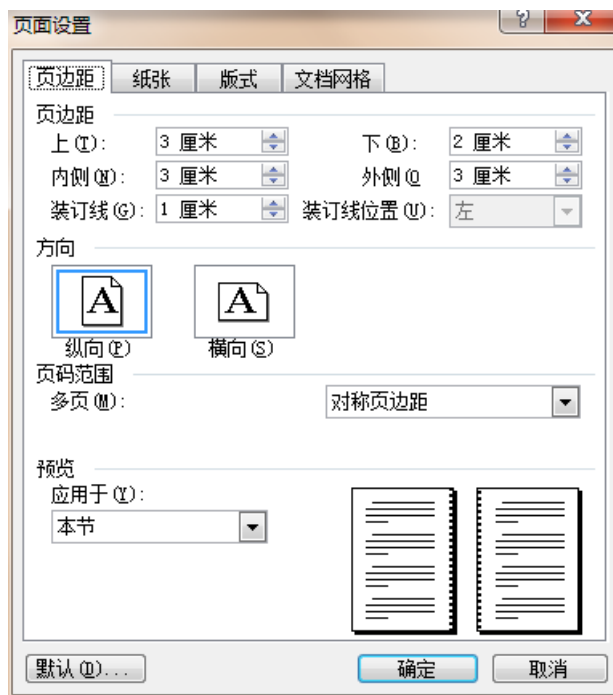 页面设置
页边距 纸张 版式 文档网格
页边距
上(T): 3 厘米 下(B): 2 厘米
内侧(N): 3 厘米 外侧(O 3 厘米
装订线(G): 1 厘米 装订线位置(U): 左
方向
A A
纵向(P) 横向(S)
页码范围
多页(M): 对称页边距
预览
应用于(Y):
本节
默认(D)... 确定 取消